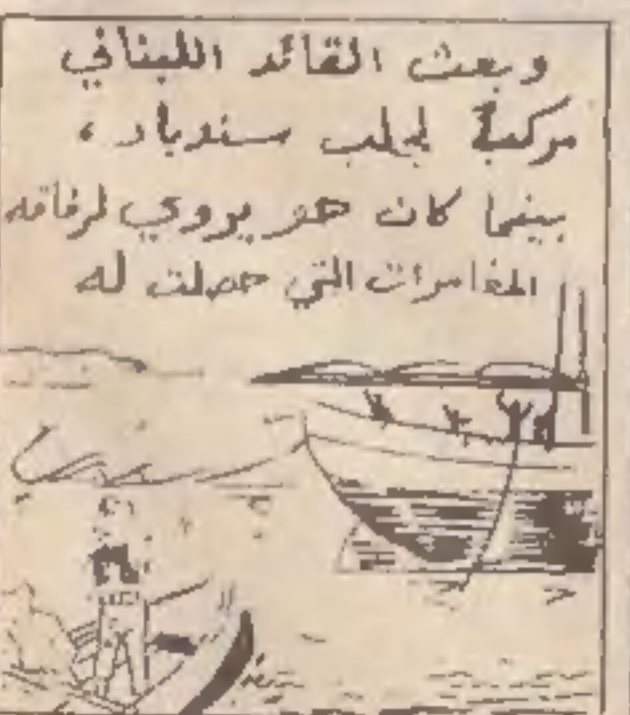 وبعث القائد اللبناني
مركبة لجلب سندباد ،
بينما كان هو يروي لرفاقه
المغامرات التي حصلت له